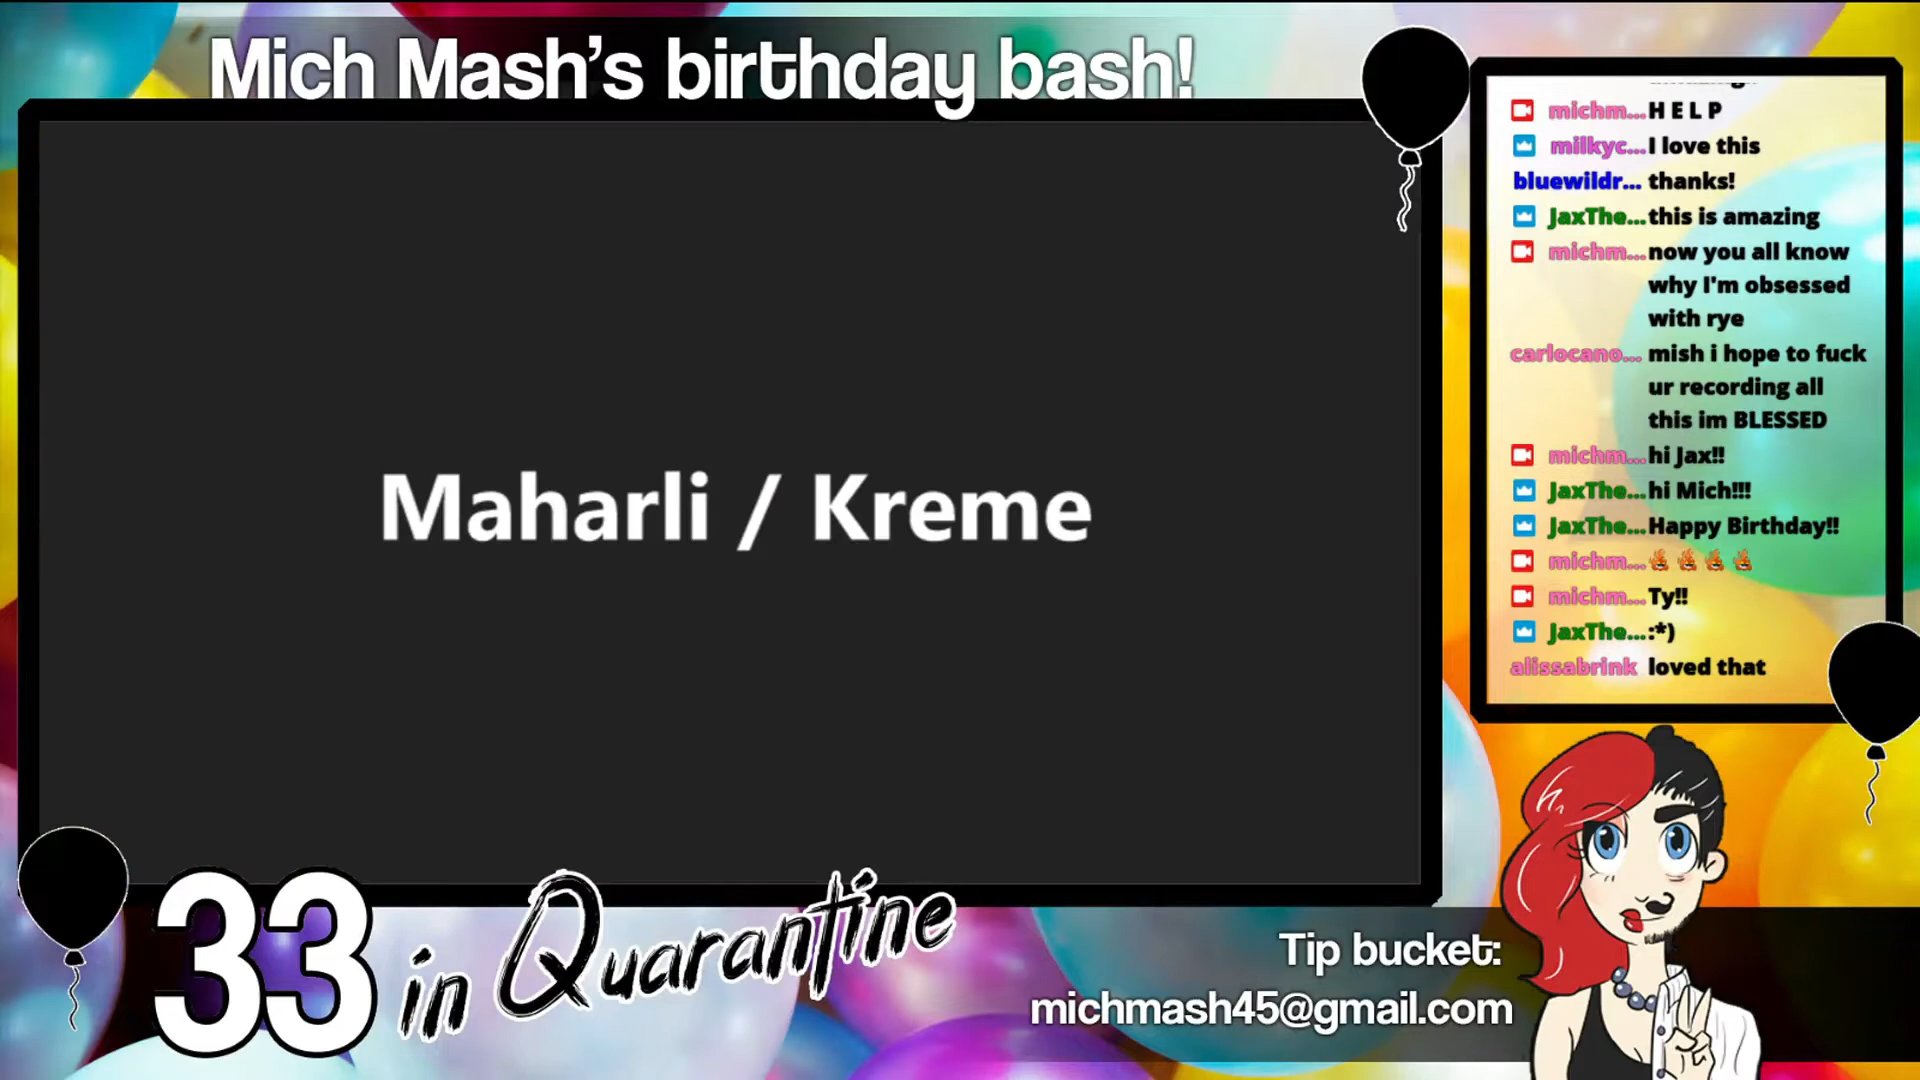 Mich Mash's birthday bash!
michm... H E L P
milkyc... I love this
bluewildr... thanks!
JaxThe... this is amazing
michm... now you all know
why I'm obsessed
with rye
carlocano... mish i hope to fuck
ur recording all
this im BLESSED
michm... hi Jax!!
JaxThe... hi Mich!!!
JaxThe... Happy Birthday!!
michm...
michm... Ty!!
JaxThe... :*)
alissabrink loved that
Maharli / Kreme
33 in Quarantine
Tip bucket:
michmash45@gmail.com